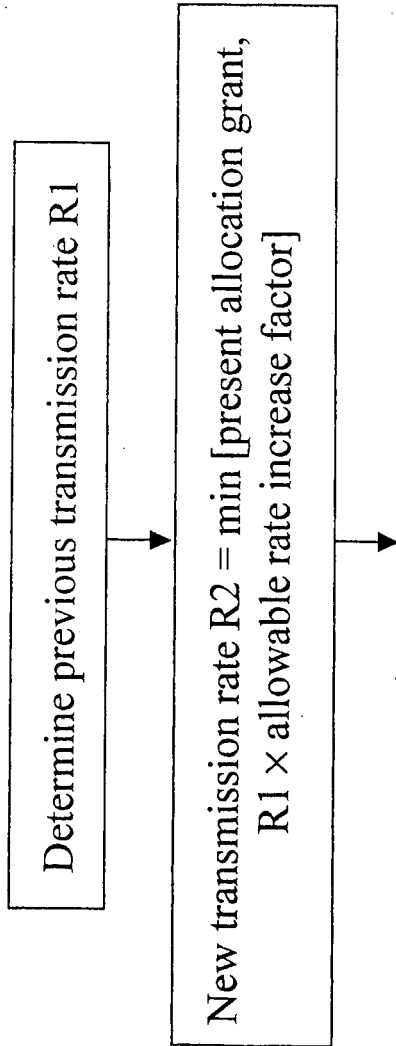 Determine previous transmission rate R1
New transmission rate R2 = min [present allocation grant,
R1 × allowable rate increase factor]